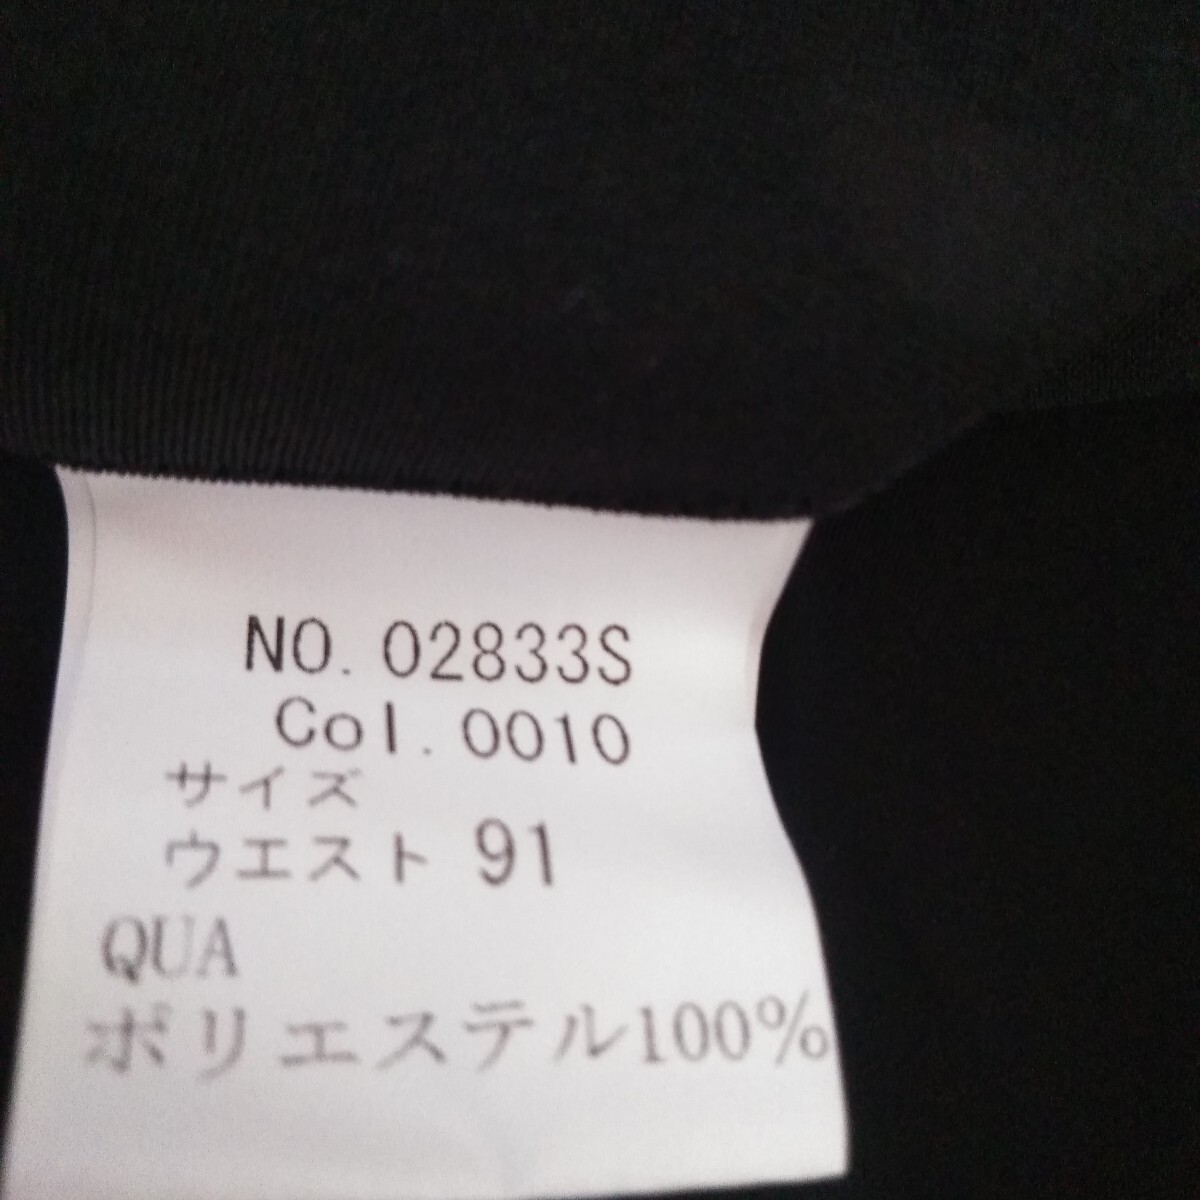 NO. 02833S
Col. 0010
サイズ
ウエスト 91
QUA
ポリエステル100%